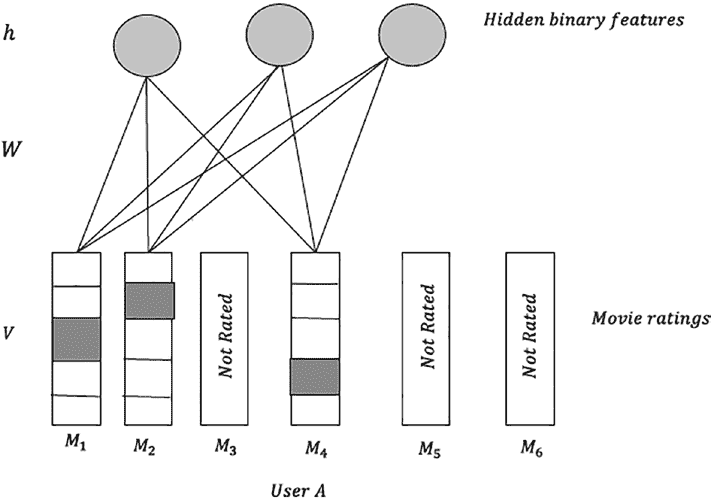 h
Hidden binary features
W
V
Not Rated
Not Rated
Not Rated
Movie ratings
M₁
M₂
M₃
M₄
M₅
M₆
User A